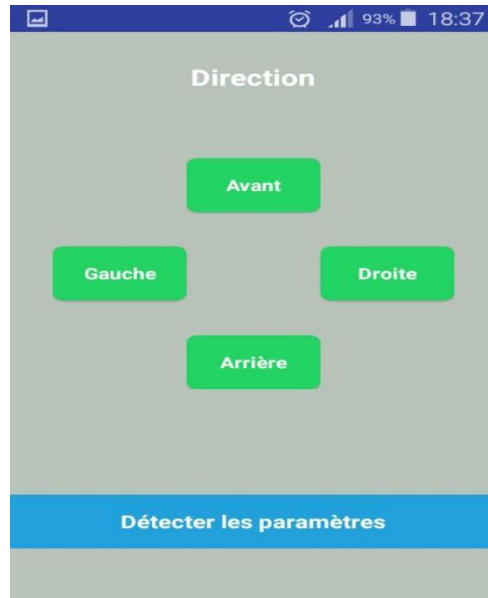 93% 18:37
Direction
Avant
Gauche Droite
Arrière
Détecter les paramètres